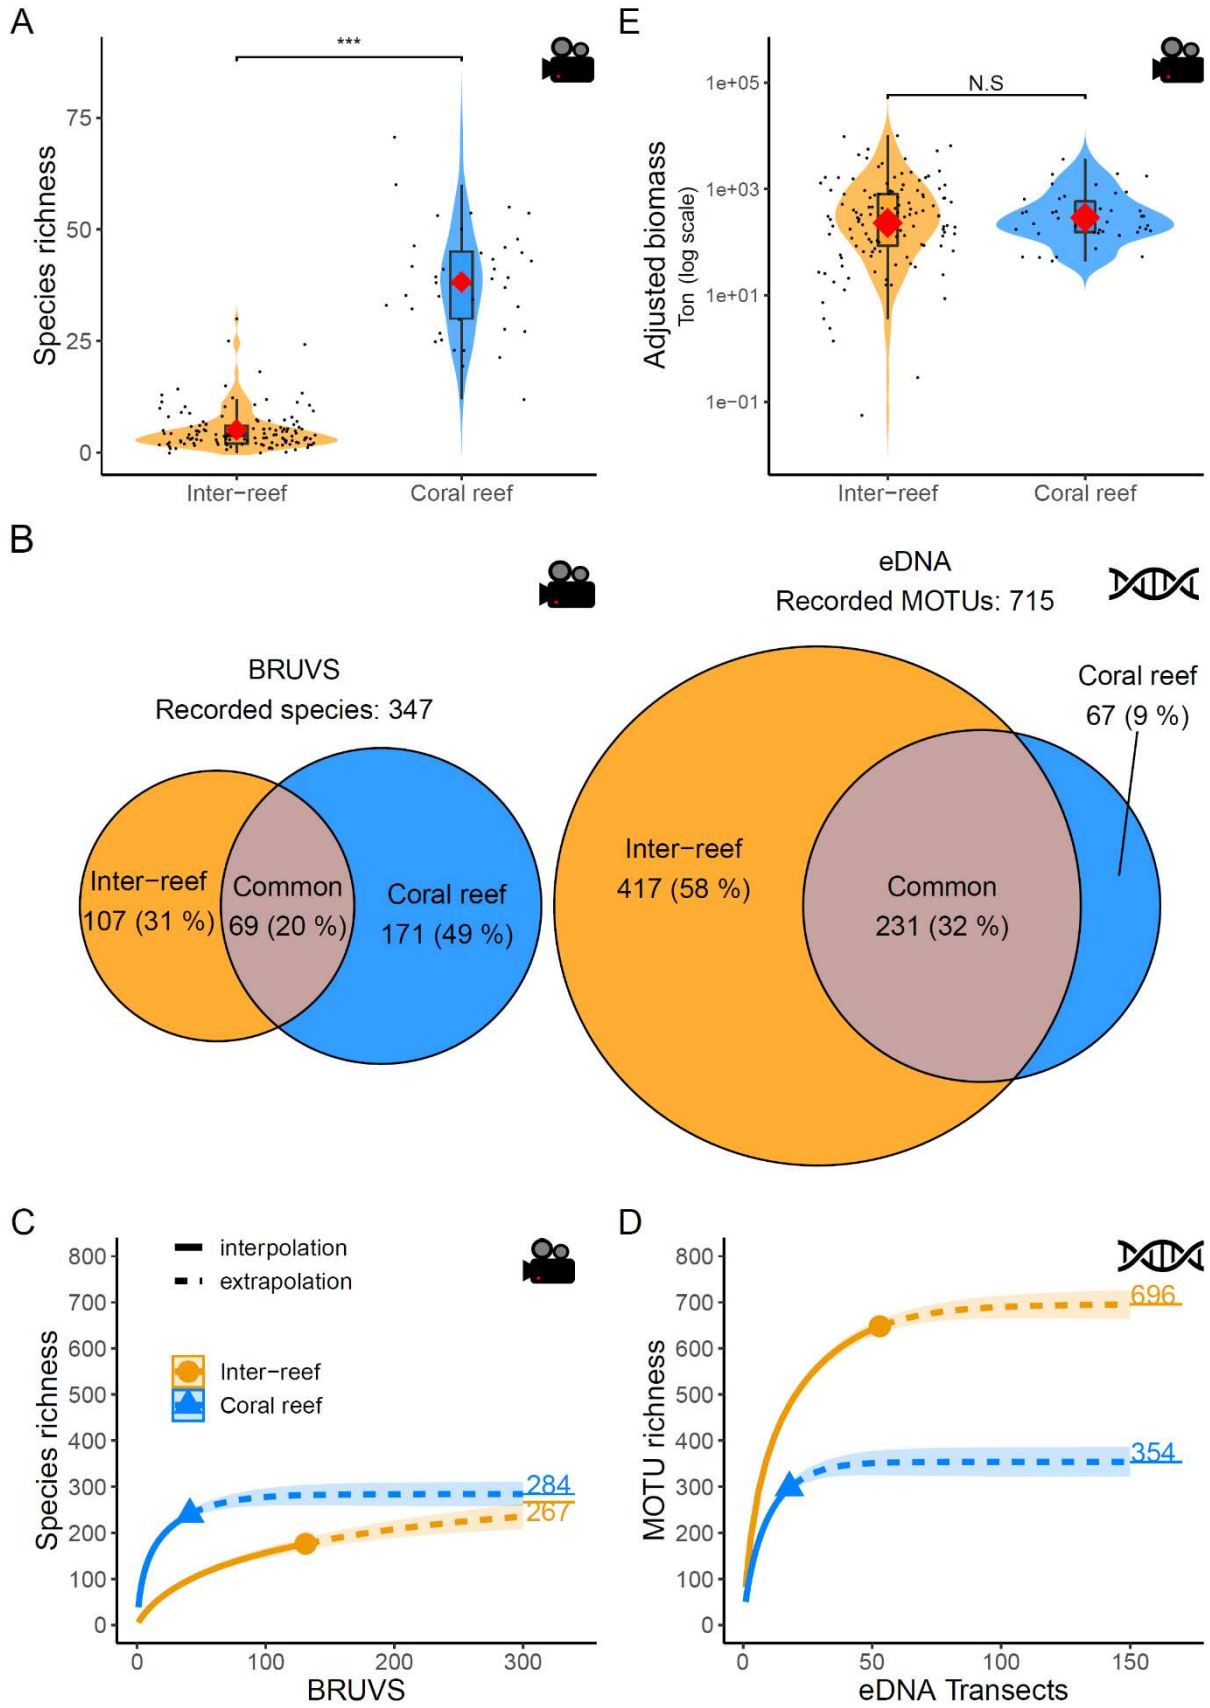 A
***
Species richness
75
50
25
0
Inter−reef
Coral reef
E
N.S
Adjusted biomass
Ton (log scale)
1e+05
1e+03
1e+01
1e−01
Inter−reef
Coral reef
B
BRUVS
Recorded species: 347
Inter−reef
107 (31 %)
Common
69 (20 %)
Coral reef
171 (49 %)
eDNA
Recorded MOTUs: 715
Inter−reef
417 (58 %)
Common
231 (32 %)
Coral reef
67 (9 %)
C
interpolation
extrapolation
Inter−reef
Coral reef
Species richness
800
700
600
500
400
300
200
100
0
284
267
0
100
200
300
BRUVS
D
MOTU richness
800
700
600
500
400
300
200
100
0
696
354
0
50
100
150
eDNA Transects